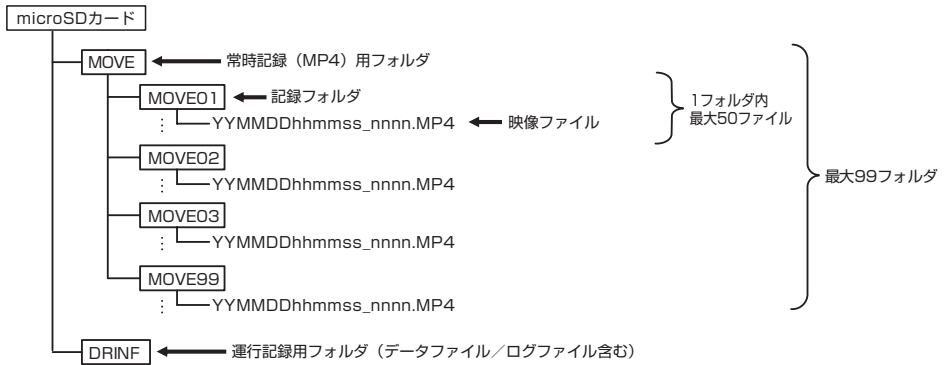 microSDカード
MOVE
常時記録（MP4）用フォルダ
MOVE01
記録フォルダ
YYMMDDhhmmss_nnnn.MP4
映像ファイル
1フォルダ内
最大50ファイル
MOVE02
YYMMDDhhmmss_nnnn.MP4
最大99フォルダ
MOVE03
YYMMDDhhmmss_nnnn.MP4
MOVE99
YYMMDDhhmmss_nnnn.MP4
DRINF
運行記録用フォルダ（データファイル／ログファイル含む）